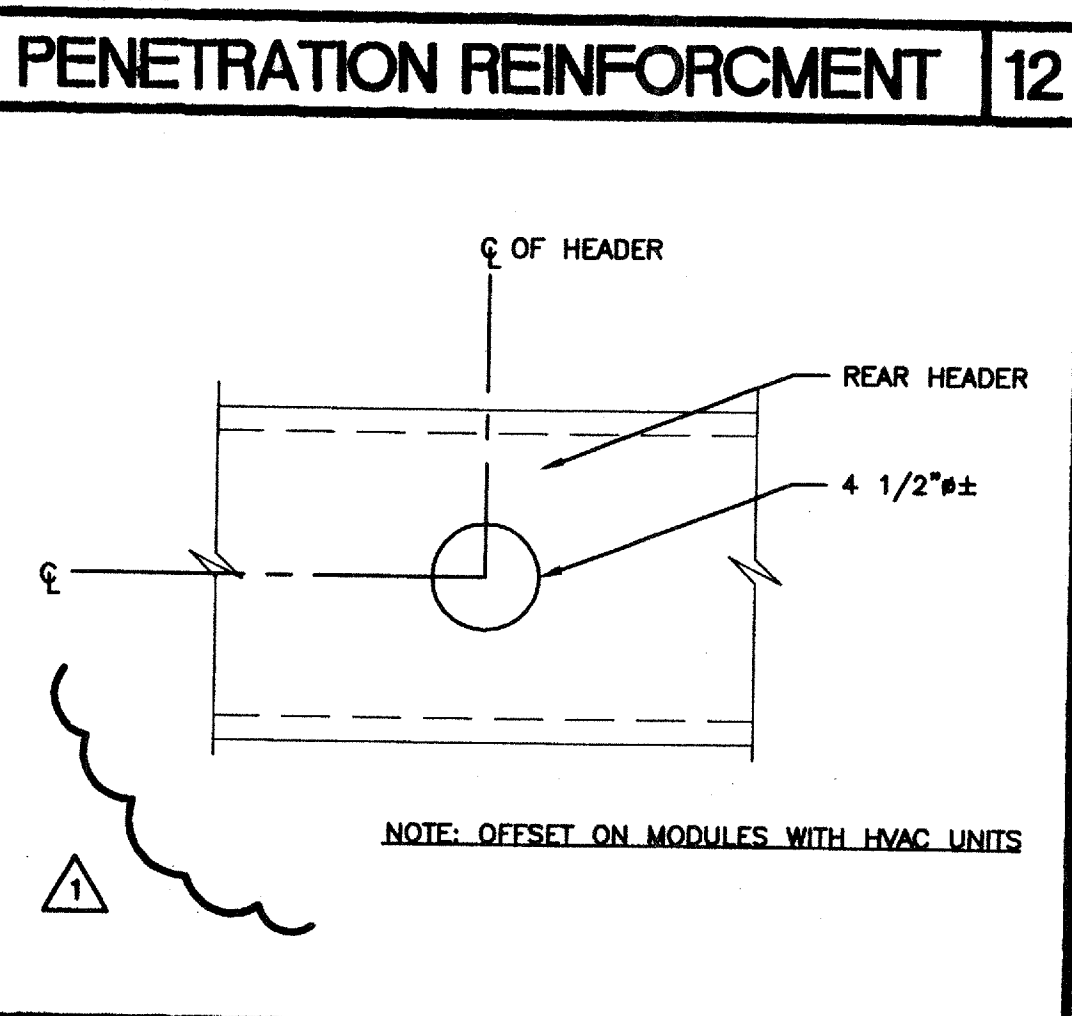 PENETRATION REINFORCMENT 12
℄ OF HEADER
REAR HEADER
4 1/2"ø±
℄
NOTE: OFFSET ON MODULES WITH HVAC UNITS
1